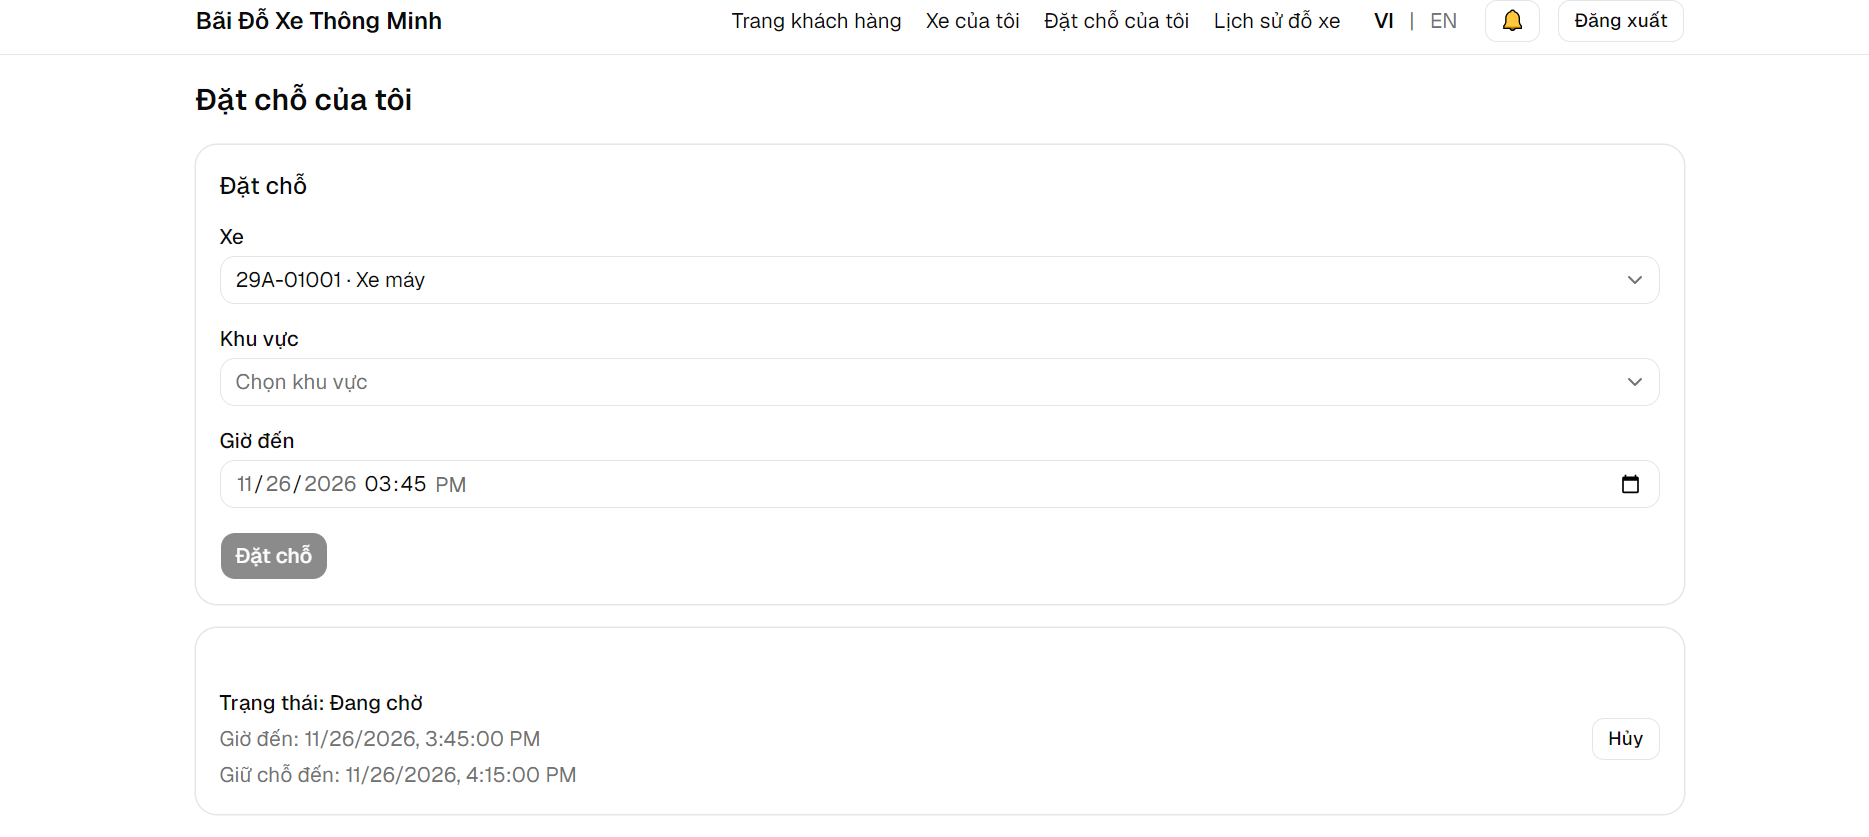 Bãi Đỗ Xe Thông Minh
Trang khách hàng Xe của tôi Đặt chỗ của tôi Lịch sử đỗ xe VI | EN Đăng xuất
Đặt chỗ của tôi
Đặt chỗ
Xe
29A-01001 · Xe máy
Khu vực
Chọn khu vực
Giờ đến
11/26/2026 03:45 PM
Đặt chỗ
Trạng thái: Đang chờ
Giờ đến: 11/26/2026, 3:45:00 PM
Giữ chỗ đến: 11/26/2026, 4:15:00 PM
Hủy